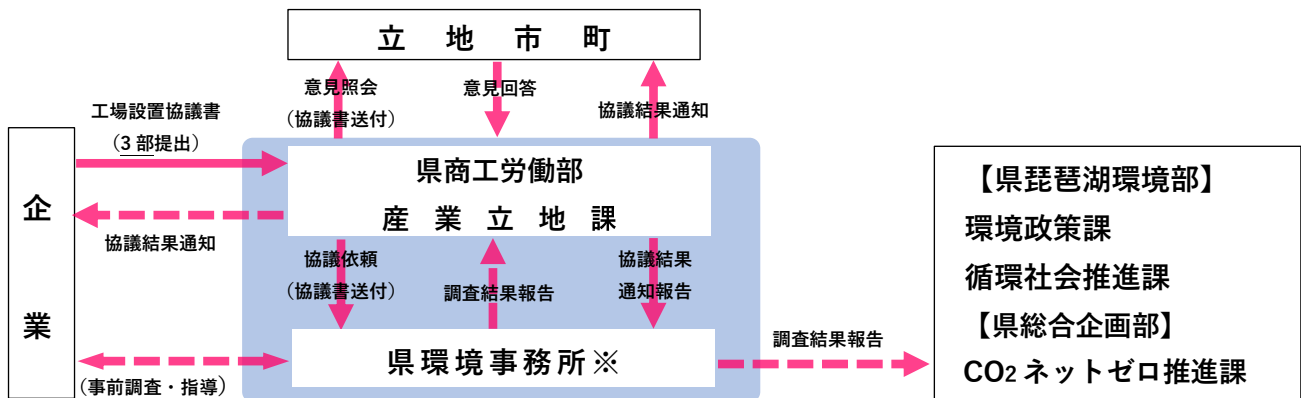 立地市町
意見照会
(協議書送付)
意見回答
協議結果通知
工場設置協議書
（3部提出）
企業
県商工労働部
産業立地課
協議結果通知
協議依頼
(協議書送付)
調査結果報告
協議結果
通知報告
県環境事務所※
(事前調査・指導)
調査結果報告
【県琵琶湖環境部】
環境政策課
循環社会推進課
【県総合企画部】
CO₂ネットゼロ推進課